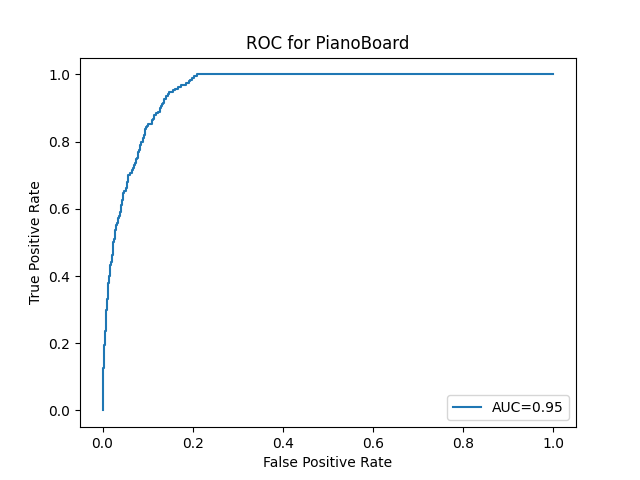 ROC for PianoBoard
True Positive Rate
1.0
0.8
0.6
0.4
0.2
0.0
AUC=0.95
0.0 0.2 0.4 0.6 0.8 1.0
False Positive Rate